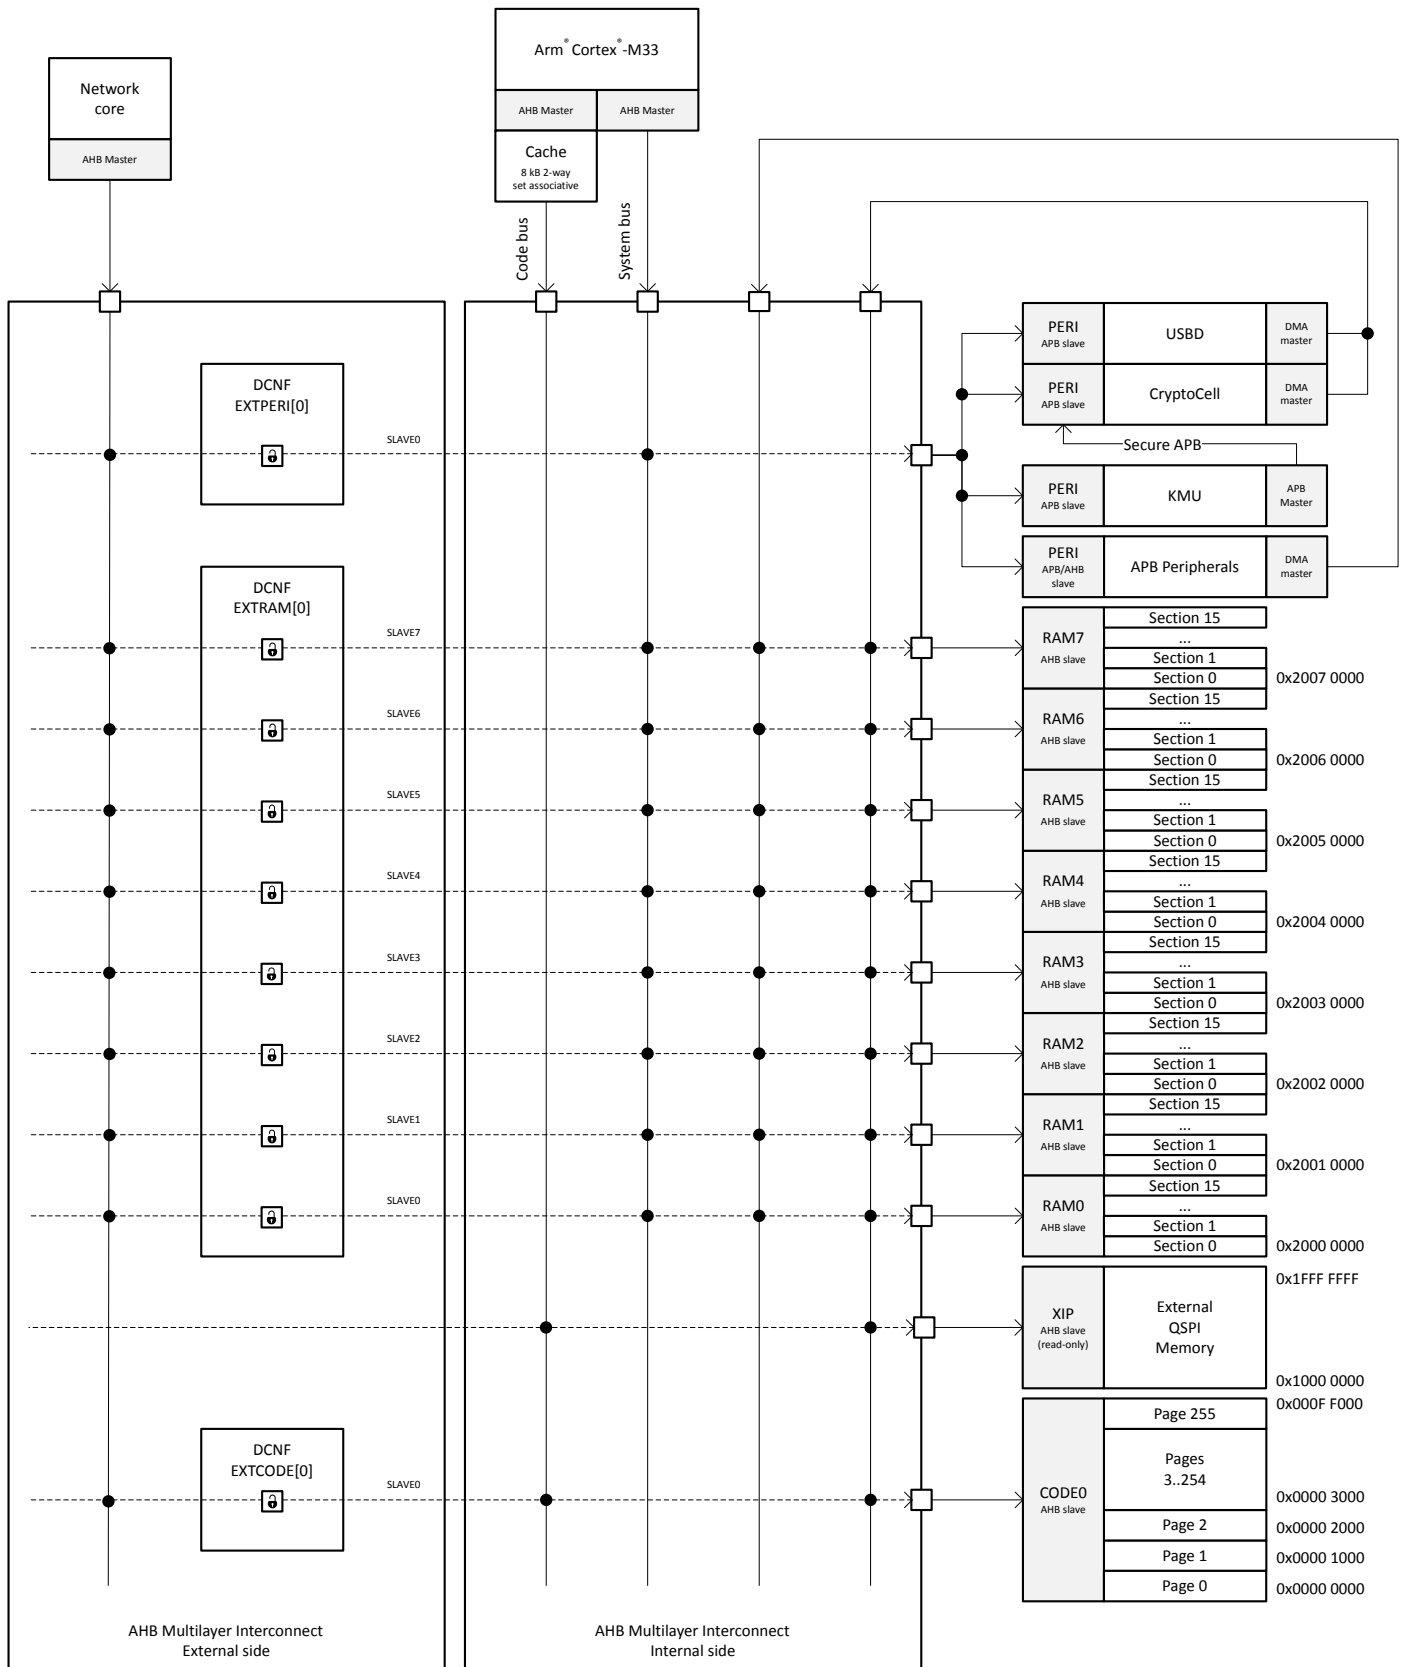 Arm® Cortex®-M33
AHB Master
AHB Master
Cache
8 kB 2-way
set associative
Network
core
AHB Master
Code bus
System bus
DCNF
EXTPERI[0]
SLAVE0
PERI
APB slave
USBD
DMA
master
PERI
APB slave
CryptoCell
DMA
master
Secure APB
PERI
APB slave
KMU
APB
Master
PERI
APB/AHB
slave
APB Peripherals
DMA
master
DCNF
EXTRAM[0]
SLAVE7
RAM7
AHB slave
Section 15
...
Section 1
Section 0
0x2007 0000
SLAVE6
RAM6
AHB slave
Section 15
...
Section 1
Section 0
0x2006 0000
SLAVE5
RAM5
AHB slave
Section 15
...
Section 1
Section 0
0x2005 0000
SLAVE4
RAM4
AHB slave
Section 15
...
Section 1
Section 0
0x2004 0000
SLAVE3
RAM3
AHB slave
Section 15
...
Section 1
Section 0
0x2003 0000
SLAVE2
RAM2
AHB slave
Section 15
...
Section 1
Section 0
0x2002 0000
SLAVE1
RAM1
AHB slave
Section 15
...
Section 1
Section 0
0x2001 0000
SLAVE0
RAM0
AHB slave
Section 15
...
Section 1
Section 0
0x2000 0000
XIP
AHB slave
(read-only)
External
QSPI
Memory
0x1FFF FFFF
0x1000 0000
DCNF
EXTCODE[0]
SLAVE0
CODE0
AHB slave
Page 255
0x000F F000
Pages
3..254
0x0000 3000
Page 2
0x0000 2000
Page 1
0x0000 1000
Page 0
0x0000 0000
AHB Multilayer Interconnect
External side
AHB Multilayer Interconnect
Internal side